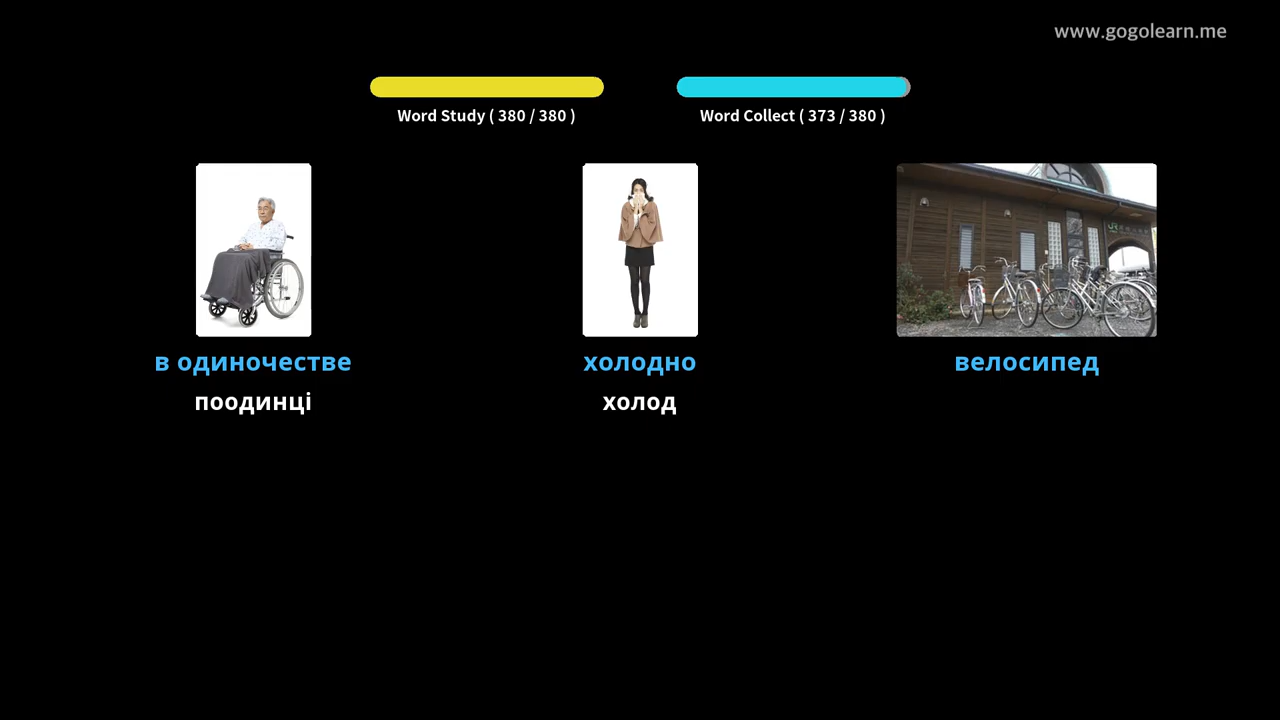 www.gogolearn.me
Word Study ( 380 / 380 )
Word Collect ( 373 / 380 )
в одиночестве
холодно
велосипед
поодинці
холод